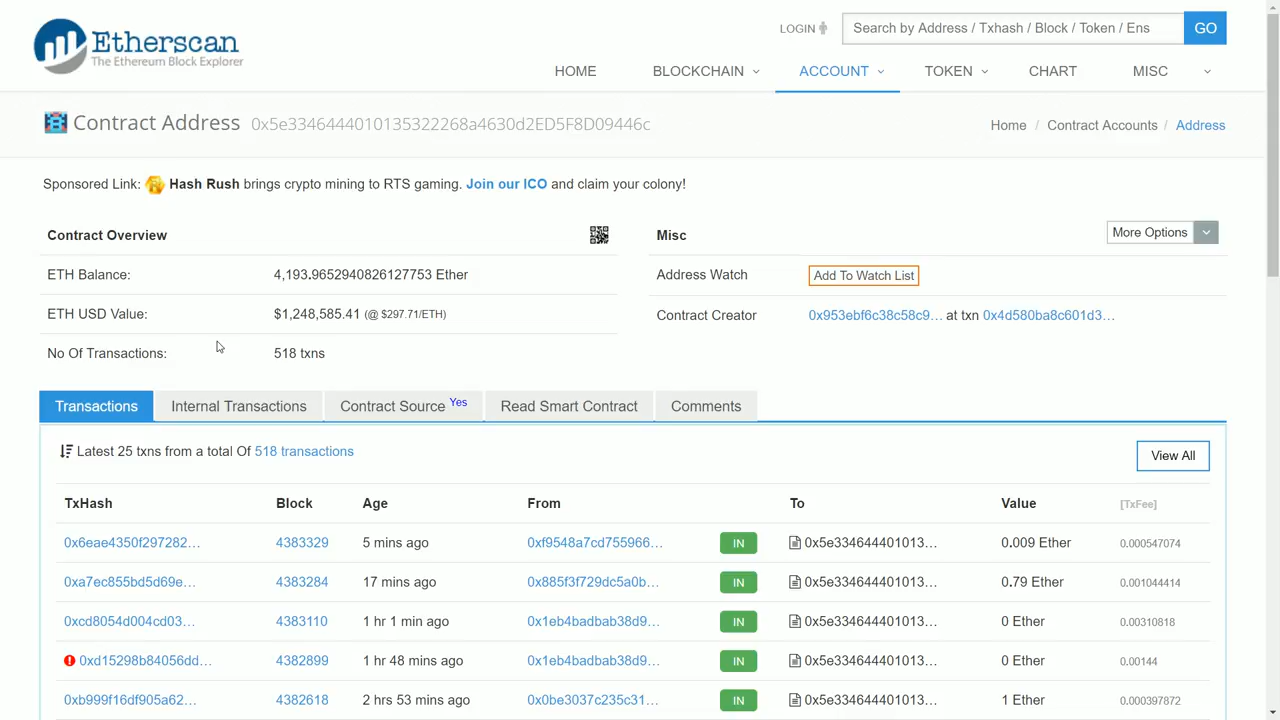 Etherscan
The Ethereum Block Explorer
LOGIN
Search by Address / Txhash / Block / Token / Ens
GO
HOME BLOCKCHAIN ACCOUNT TOKEN CHART MISC
Contract Address 0x5e3346444010135322268a4630d2ED5F8D09446c
Home / Contract Accounts / Address
Sponsored Link: Hash Rush brings crypto mining to RTS gaming. Join our ICO and claim your colony!
Contract Overview
ETH Balance: 4,193.9652940826127753 Ether
ETH USD Value: $1,248,585.41 (@ $297.71/ETH)
No Of Transactions: 518 txns
Misc
More Options
Address Watch Add To Watch List
Contract Creator 0x953ebf6c38c58c9... at txn 0x4d580ba8c601d3...
Transactions Internal Transactions Contract Source Yes Read Smart Contract Comments
Latest 25 txns from a total Of 518 transactions
View All
TxHash Block Age From To Value [TxFee]
0x6eae4350f297282... 4383329 5 mins ago 0xf9548a7cd755966... IN 0x5e334644401013... 0.009 Ether 0.000547074
0xa7ec855bd5d69e... 4383284 17 mins ago 0x885f3f729dc5a0b... IN 0x5e334644401013... 0.79 Ether 0.001044414
0xcd8054d004cd03... 4383110 1 hr 1 min ago 0x1eb4badbab38d9... IN 0x5e334644401013... 0 Ether 0.00310818
0xd15298b84056dd... 4382899 1 hr 48 mins ago 0x1eb4badbab38d9... IN 0x5e334644401013... 0 Ether 0.00144
0xb999f16df905a62... 4382618 2 hrs 53 mins ago 0x0be3037c235c31... IN 0x5e334644401013... 1 Ether 0.000397872